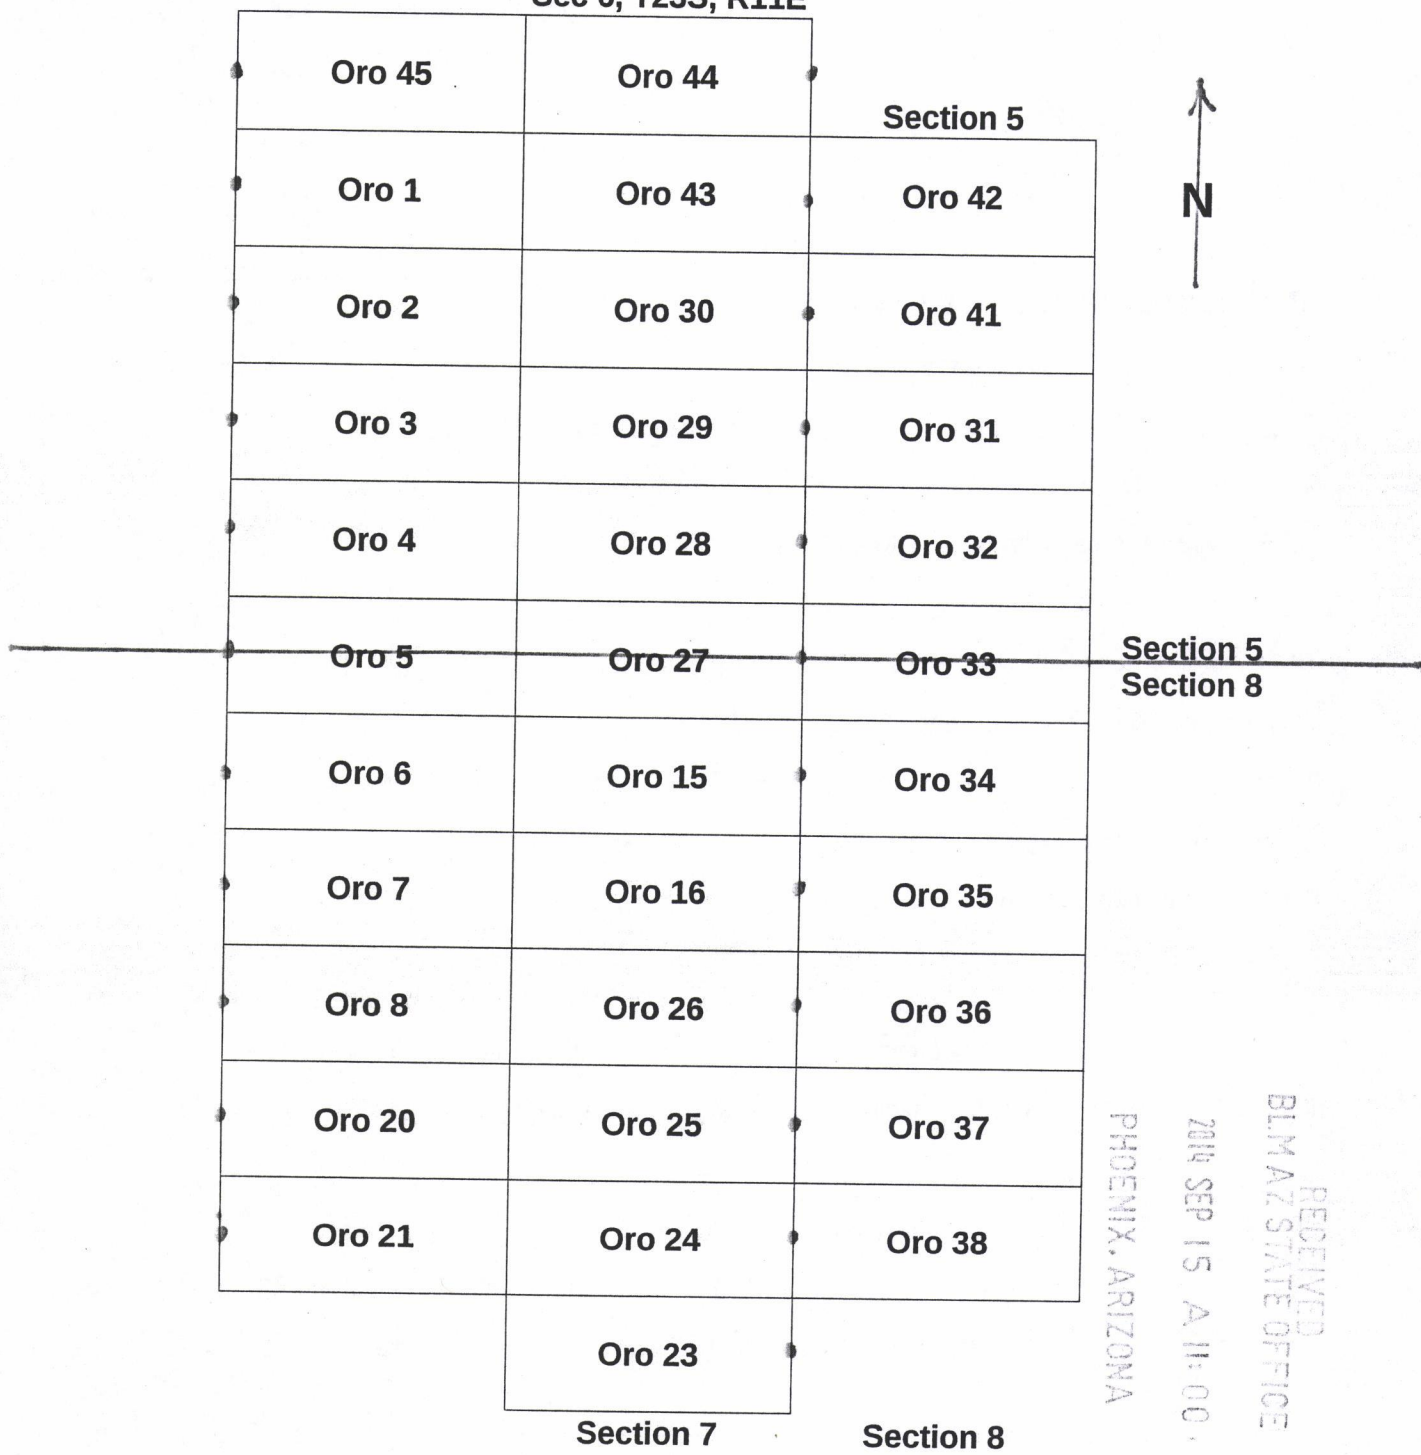 Oro 45 Oro 44
Section 5
Oro 1 Oro 43 Oro 42
N
Oro 2 Oro 30 Oro 41
Oro 3 Oro 29 Oro 31
Oro 4 Oro 28 Oro 32
Oro 5 Oro 27 Oro 33
Section 5
Section 8
Oro 6 Oro 15 Oro 34
Oro 7 Oro 16 Oro 35
Oro 8 Oro 26 Oro 36
Oro 20 Oro 25 Oro 37
Oro 21 Oro 24 Oro 38
Oro 23
Section 7 Section 8
RECEIVED
BLM AZ STATE OFFICE
2014 SEP 15 A 11:00
PHOENIX, ARIZONA